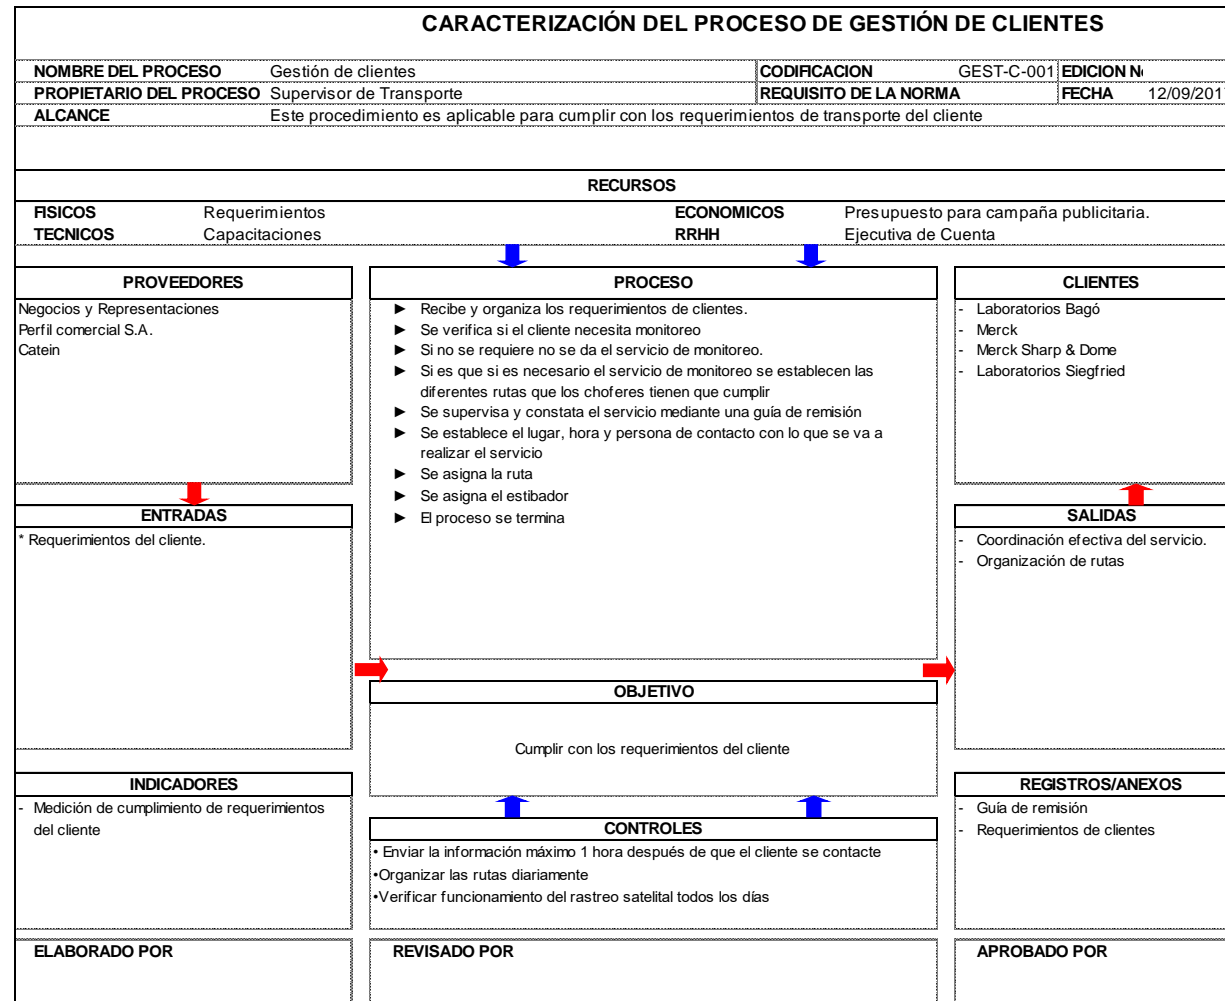 CARACTERIZACIÓN DEL PROCESO DE GESTIÓN DE CLIENTES
NOMBRE DEL PROCESO Gestión de clientes CODIFICACION GEST-C-001 EDICION
PROPIETARIO DEL PROCESO Supervisor de Transporte REQUISITO DE LA NORMA FECHA 12/09/2017
ALCANCE Este procedimiento es aplicable para cumplir con los requerimientos de transporte del cliente
RECURSOS
FISICOS Requerimientos ECONOMICOS Presupuesto para campaña publicitaria.
TECNICOS Capacitaciones RRHH Ejecutiva de Cuenta
PROVEEDORES
Negocios y Representaciones
Perfil comercial S.A.
Catein
PROCESO
► Recibe y organiza los requerimientos de clientes.
► Se verifica si el cliente necesita monitoreo
► Si no se requiere no se da el servicio de monitoreo.
► Si es que si es necesario el servicio de monitoreo se establecen las
diferentes rutas que los choferes tienen que cumplir
► Se supervisa y constata el servicio mediante una guía de remisión
► Se establece el lugar, hora y persona de contacto con lo que se va a
realizar el servicio
► Se asigna la ruta
► Se asigna el estibador
► El proceso se termina
CLIENTES
- Laboratorios Bagó
- Merck
- Merck Sharp & Dome
- Laboratorios Siegfried
ENTRADAS
* Requerimientos del cliente.
SALIDAS
- Coordinación efectiva del servicio.
- Organización de rutas
OBJETIVO
Cumplir con los requerimientos del cliente
INDICADORES
- Medición de cumplimiento de requerimientos
del cliente
CONTROLES
• Enviar la información máximo 1 hora después de que el cliente se contacte
•Organizar las rutas diariamente
•Verificar funcionamiento del rastreo satelital todos los días
REGISTROS/ANEXOS
- Guía de remisión
- Requerimientos de clientes
ELABORADO POR
REVISADO POR
APROBADO POR